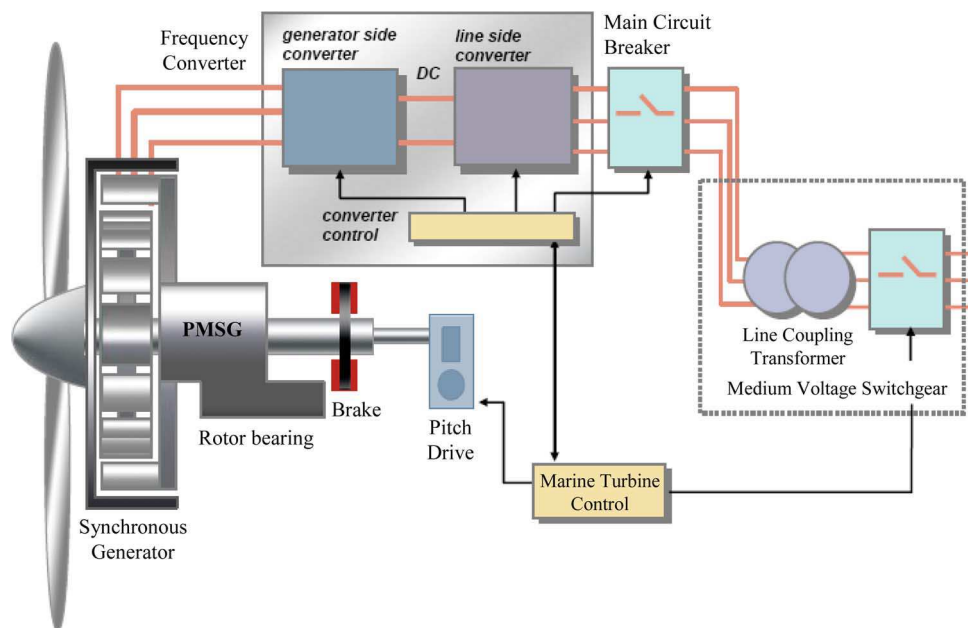 Frequency
Converter
generator side
converter
DC
line side
converter
Main Circuit
Breaker
converter
control
PMSG
Brake
Rotor bearing
Pitch
Drive
Line Coupling
Transformer
Medium Voltage Switchgear
Marine Turbine
Control
Synchronous
Generator